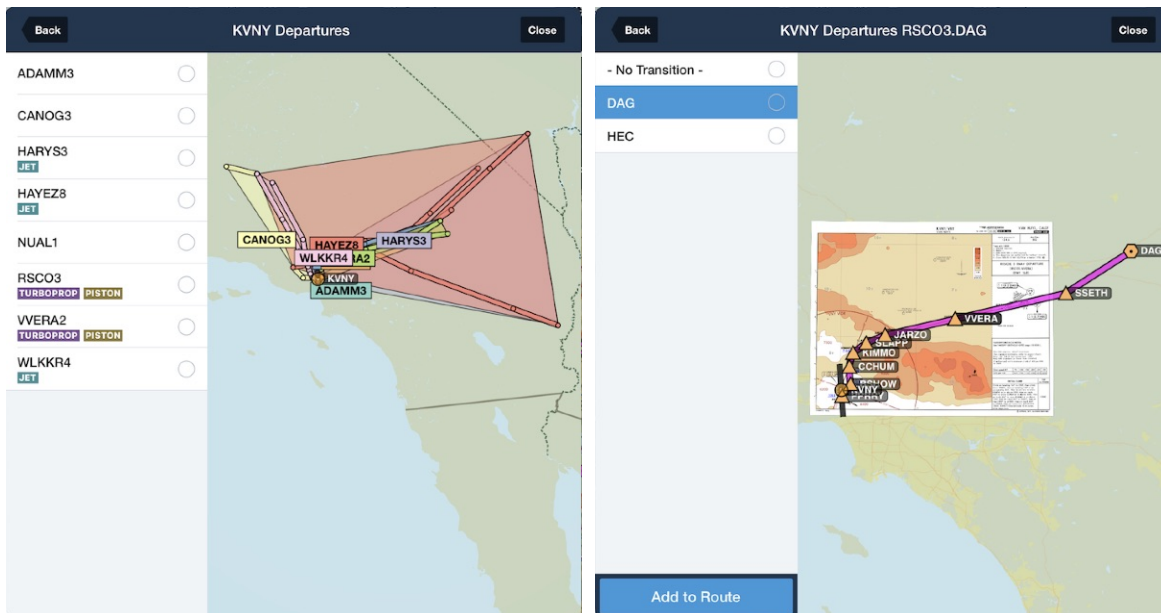 Back
KVNY Departures
Close
ADAMM3
CANOG3
HARYS3
JET
HAYEZ8
JET
NUAL1
RSCO3
TURBOPROP PISTON
VVERA2
TURBOPROP PISTON
WLKKR4
JET
CANOG3
HAYEZ8
HARYS3
RA2
WLKKR4
KVNY
ADAMM3
Back
KVNY Departures RSCO3.DAG
Close
- No Transition -
DAG
HEC
DAG
SSETH
VVERA
JARZO
SLAPP
KIMMO
CCHUM
KVNY
Add to Route